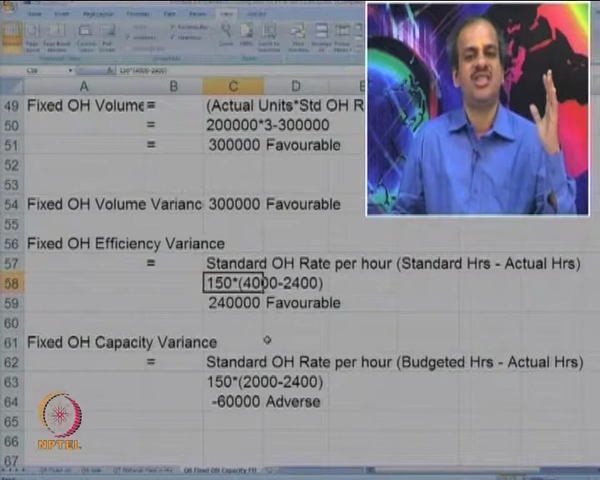 A B C D
49 Fixed OH Volume = (Actual Units*Std OH R
50 = 200000*3-300000
51 = 300000 Favourable
52
53
54 Fixed OH Volume Varianc 300000 Favourable
55
56 Fixed OH Efficiency Variance
57 = Standard OH Rate per hour (Standard Hrs - Actual Hrs)
58 150*(4000-2400)
59 240000 Favourable
60
61 Fixed OH Capacity Variance
62 = Standard OH Rate per hour (Budgeted Hrs - Actual Hrs)
63 150*(2000-2400)
64 -60000 Adverse
65
66
67
NPTEL